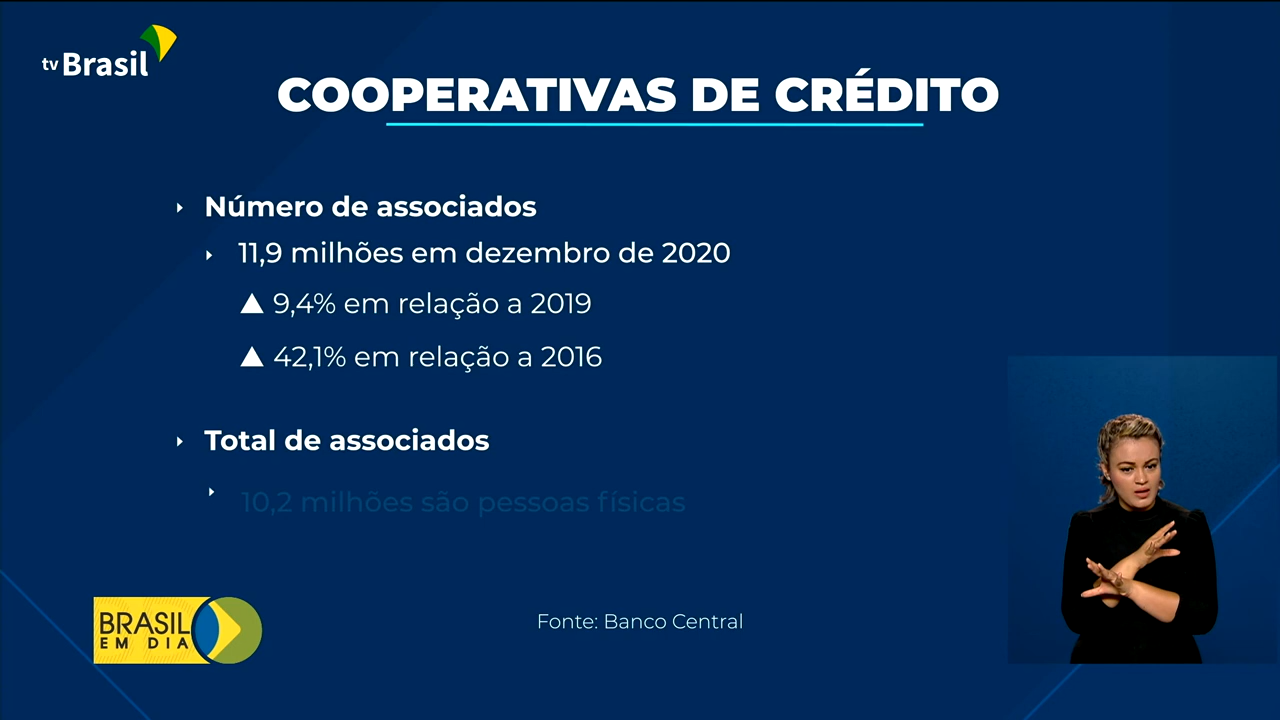 tv Brasil
COOPERATIVAS DE CRÉDITO
Número de associados
11,9 milhões em dezembro de 2020
▲ 9,4% em relação a 2019
▲ 42,1% em relação a 2016
Total de associados
10,2 milhões são pessoas físicas
BRASIL
EM DIA
Fonte: Banco Central